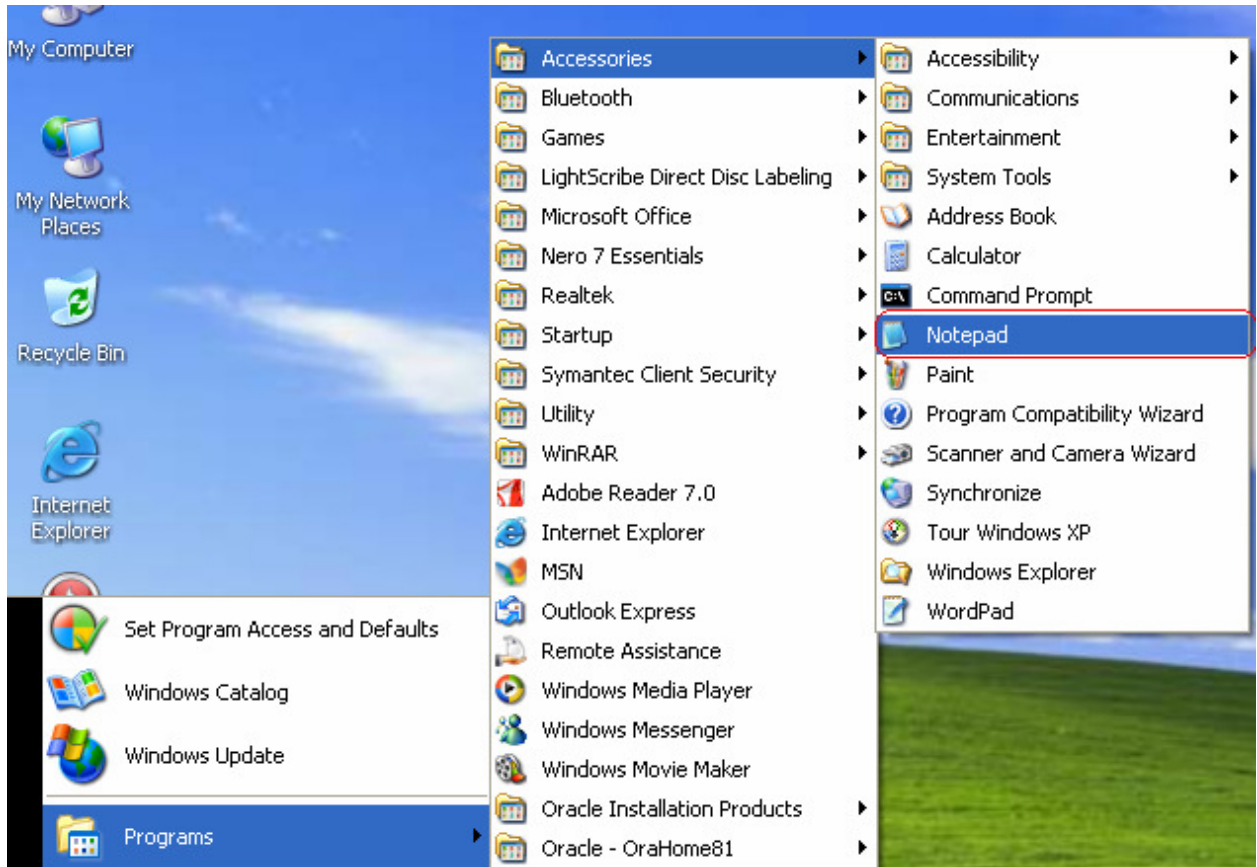 My Computer
My Network
Places
Recycle Bin
Internet
Explorer
Set Program Access and Defaults
Windows Catalog
Windows Update
Programs
Accessories
Bluetooth
Games
LightScribe Direct Disc Labeling
Microsoft Office
Nero 7 Essentials
Realtek
Startup
Symantec Client Security
Utility
WinRAR
Adobe Reader 7.0
Internet Explorer
MSN
Outlook Express
Remote Assistance
Windows Media Player
Windows Messenger
Windows Movie Maker
Oracle Installation Products
Oracle - OraHome81
Accessibility
Communications
Entertainment
System Tools
Address Book
Calculator
Command Prompt
Notepad
Paint
Program Compatibility Wizard
Scanner and Camera Wizard
Synchronize
Tour Windows XP
Windows Explorer
WordPad